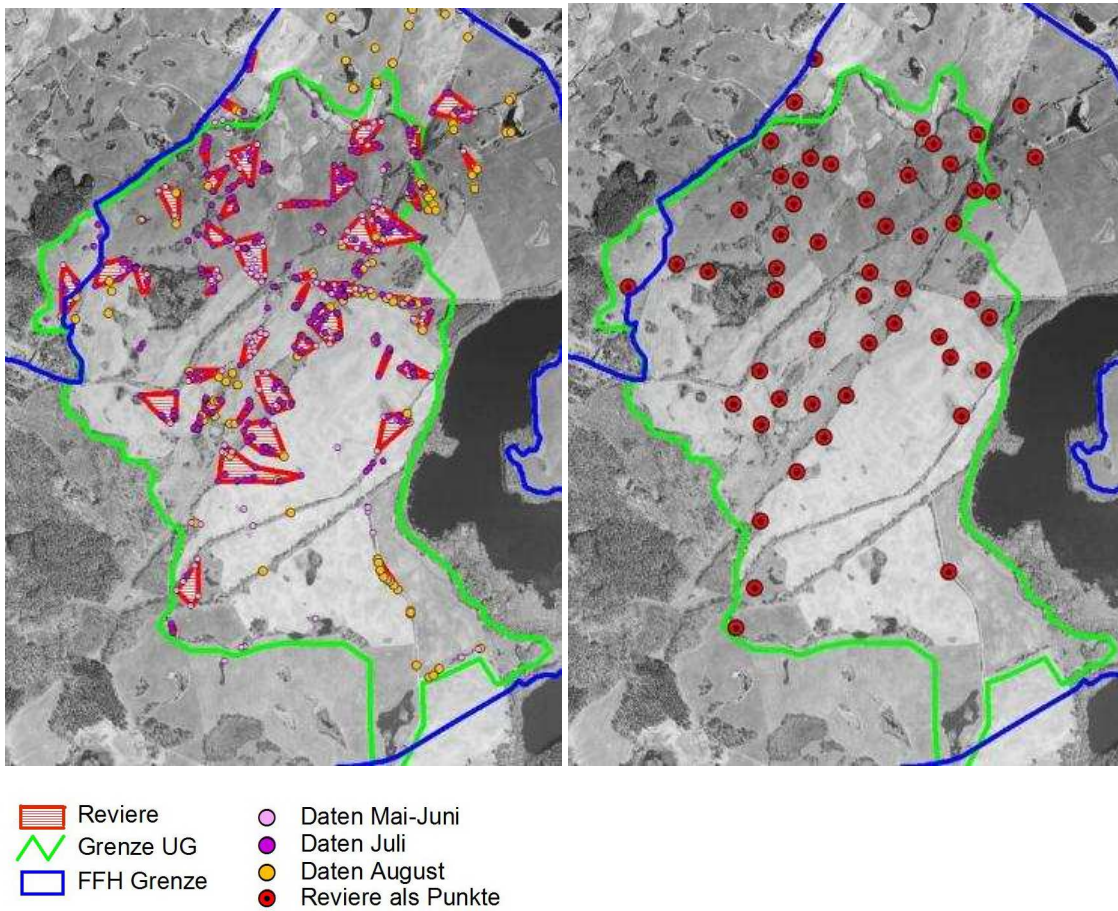 Reviere
Grenze UG
FFH Grenze
Daten Mai-Juni
Daten Juli
Daten August
Reviere als Punkte